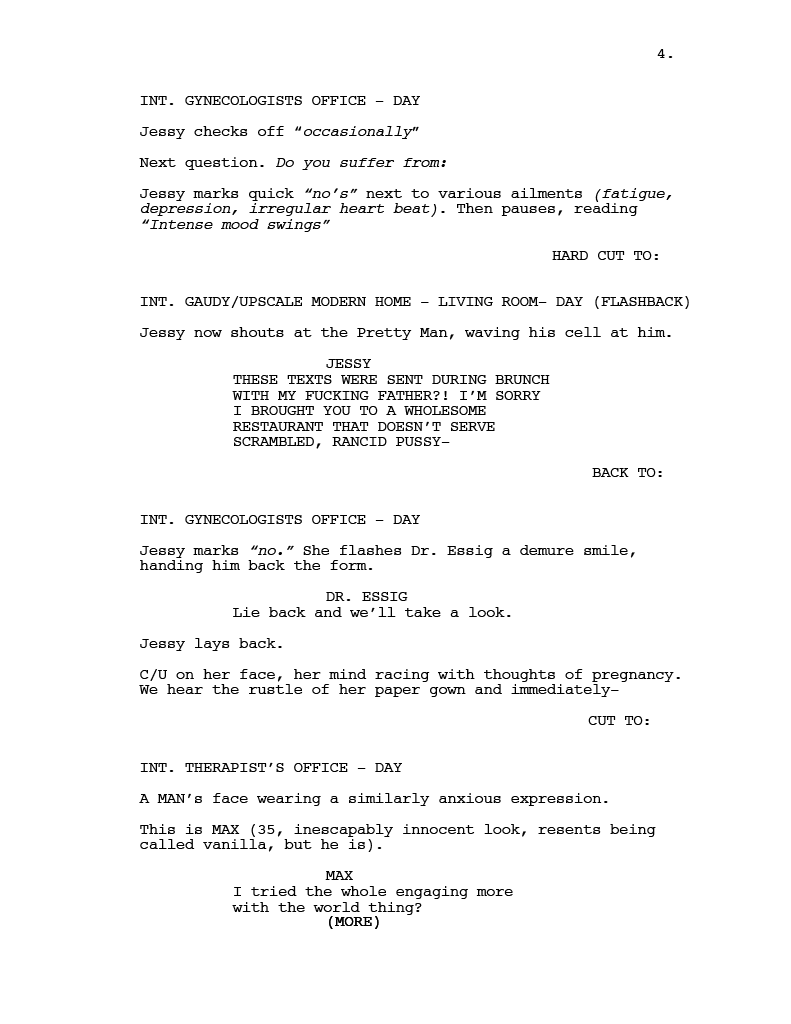 4.
INT. GYNECOLOGISTS OFFICE – DAY
Jessy checks off “occasionally”
Next question. Do you suffer from:
Jessy marks quick “no’s” next to various ailments (fatigue,
depression, irregular heart beat). Then pauses, reading
“Intense mood swings”
HARD CUT TO:
INT. GAUDY/UPSCALE MODERN HOME – LIVING ROOM– DAY (FLASHBACK)
Jessy now shouts at the Pretty Man, waving his cell at him.
JESSY
THESE TEXTS WERE SENT DURING BRUNCH
WITH MY FUCKING FATHER?! I’M SORRY
I BROUGHT YOU TO A WHOLESOME
RESTAURANT THAT DOESN’T SERVE
SCRAMBLED, RANCID PUSSY–
BACK TO:
INT. GYNECOLOGISTS OFFICE – DAY
Jessy marks “no.” She flashes Dr. Essig a demure smile,
handing him back the form.
DR. ESSIG
Lie back and we’ll take a look.
Jessy lays back.
C/U on her face, her mind racing with thoughts of pregnancy.
We hear the rustle of her paper gown and immediately–
CUT TO:
INT. THERAPIST’S OFFICE – DAY
A MAN’s face wearing a similarly anxious expression.
This is MAX (35, inescapably innocent look, resents being
called vanilla, but he is).
MAX
I tried the whole engaging more
with the world thing?
(MORE)